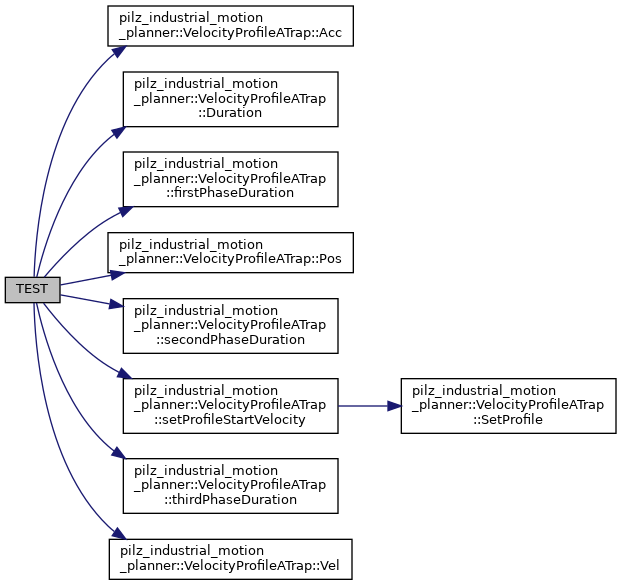 pilz_industrial_motion
_planner::VelocityProfileATrap::Acc
pilz_industrial_motion
_planner::VelocityProfileATrap
::Duration
pilz_industrial_motion
_planner::VelocityProfileATrap
::firstPhaseDuration
pilz_industrial_motion
_planner::VelocityProfileATrap::Pos
TEST
pilz_industrial_motion
_planner::VelocityProfileATrap
::secondPhaseDuration
pilz_industrial_motion
_planner::VelocityProfileATrap
::setProfileStartVelocity
pilz_industrial_motion
_planner::VelocityProfileATrap
::SetProfile
pilz_industrial_motion
_planner::VelocityProfileATrap
::thirdPhaseDuration
pilz_industrial_motion
_planner::VelocityProfileATrap::Vel